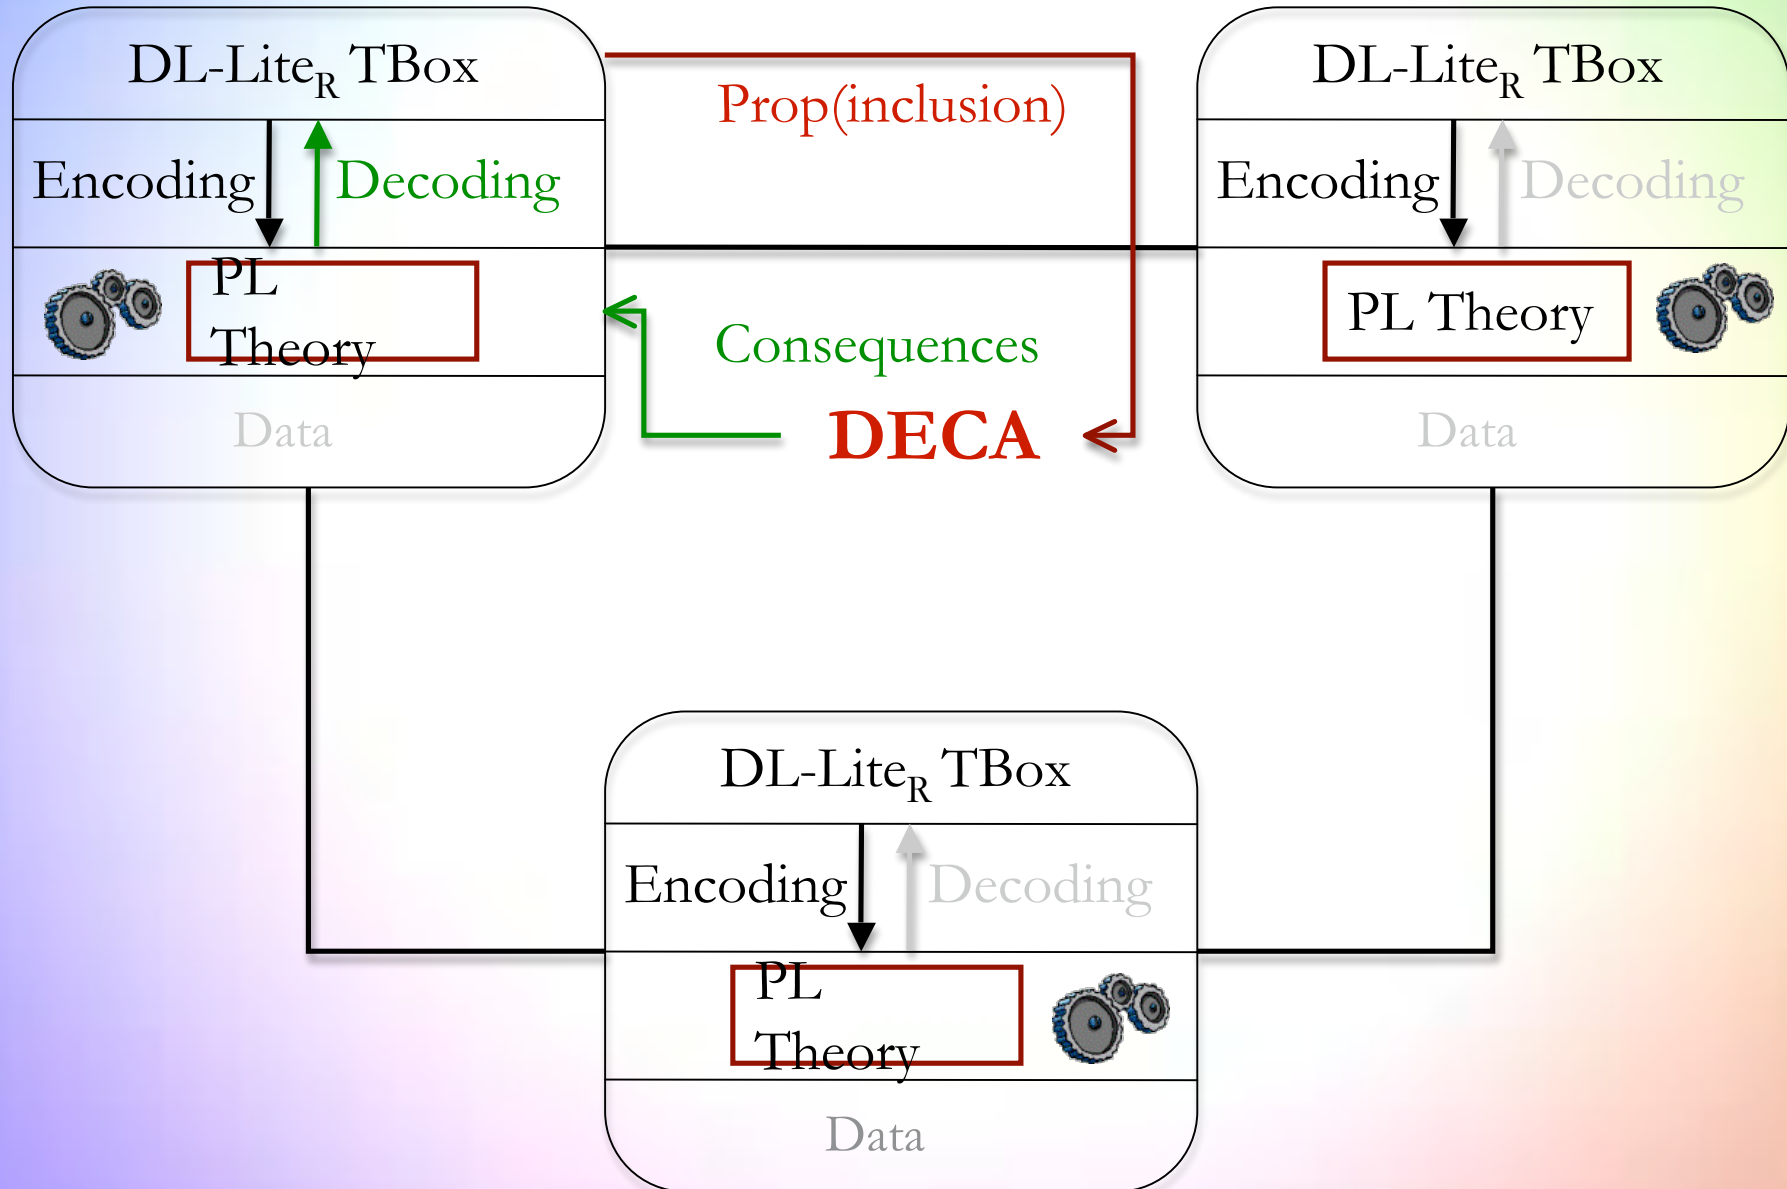 DL-LiteR TBox
Encoding
Decoding
PL
Theory
Data
Prop(inclusion)
Consequences
DECA
DL-LiteR TBox
Encoding
Decoding
PL Theory
Data
DL-LiteR TBox
Encoding
Decoding
PL
Theory
Data